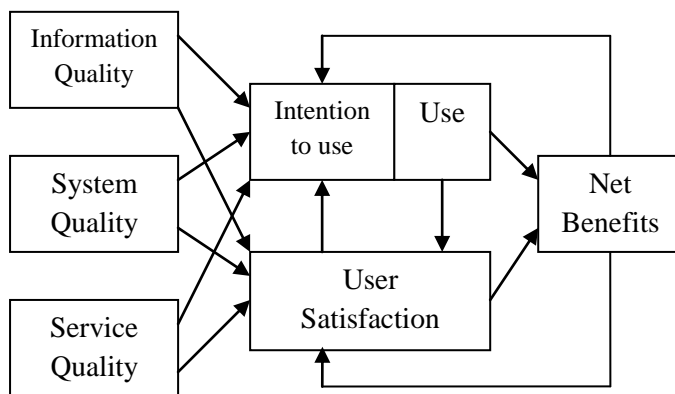 Information
Quality
Intention
to use
Use
System
Quality
Net
Benefits
User
Satisfaction
Service
Quality